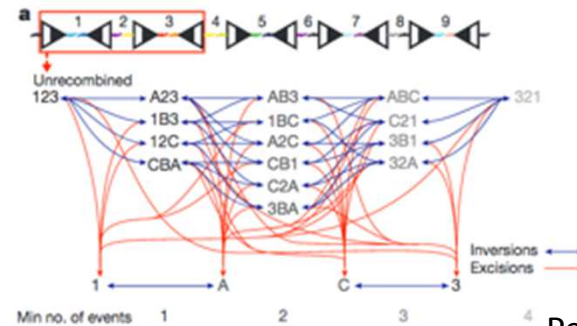 a 1 2 3 4 5 6 7 8 9
Unrecombined
123 A23 AB3 ABC 321
1B3 1BC C21
12C A2C 3B1
CBA CB1 32A
C2A
3BA
Inversions
Excisions
1 A C 3
Min no. of events 1 2 3 4